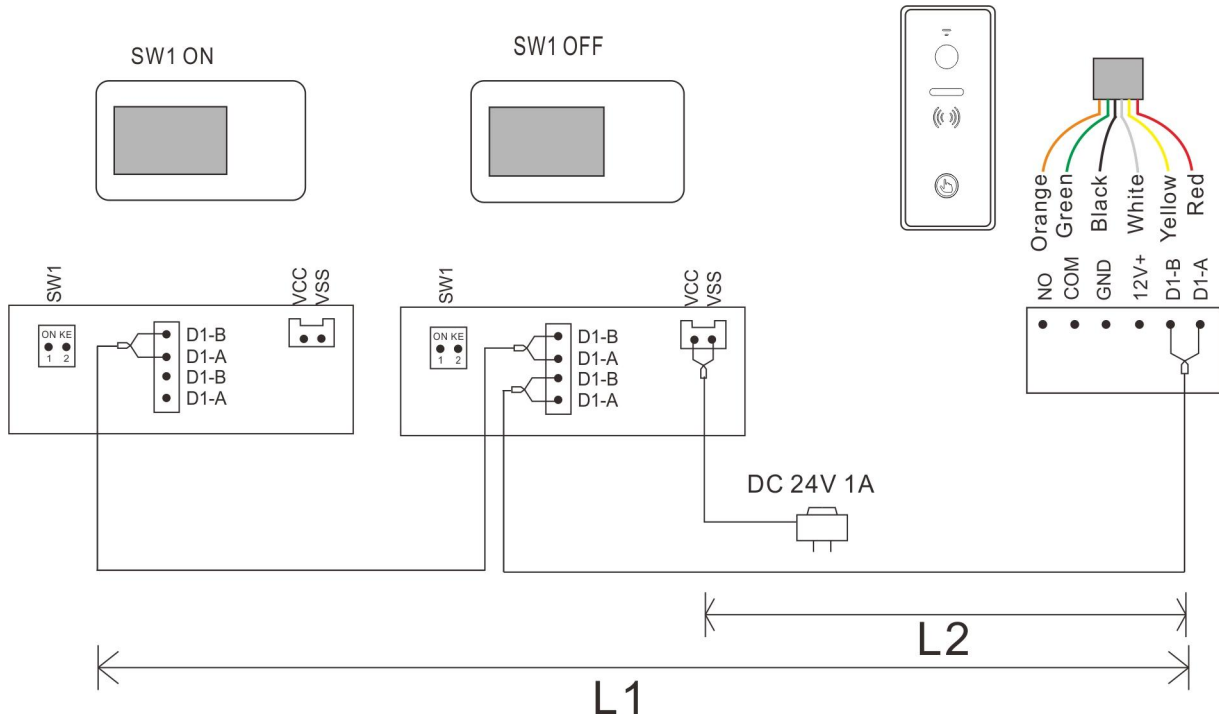 SW1 ON
SW1 OFF
Orange
Green
Black
White
Yellow
Red
SW1
VCC
VSS
SW1
VCC
VSS
NO
COM
GND
12V+
D1-B
D1-A
ON KE
1 2
D1-B
D1-A
D1-B
D1-A
ON KE
1 2
D1-B
D1-A
D1-B
D1-A
DC 24V 1A
L2
L1